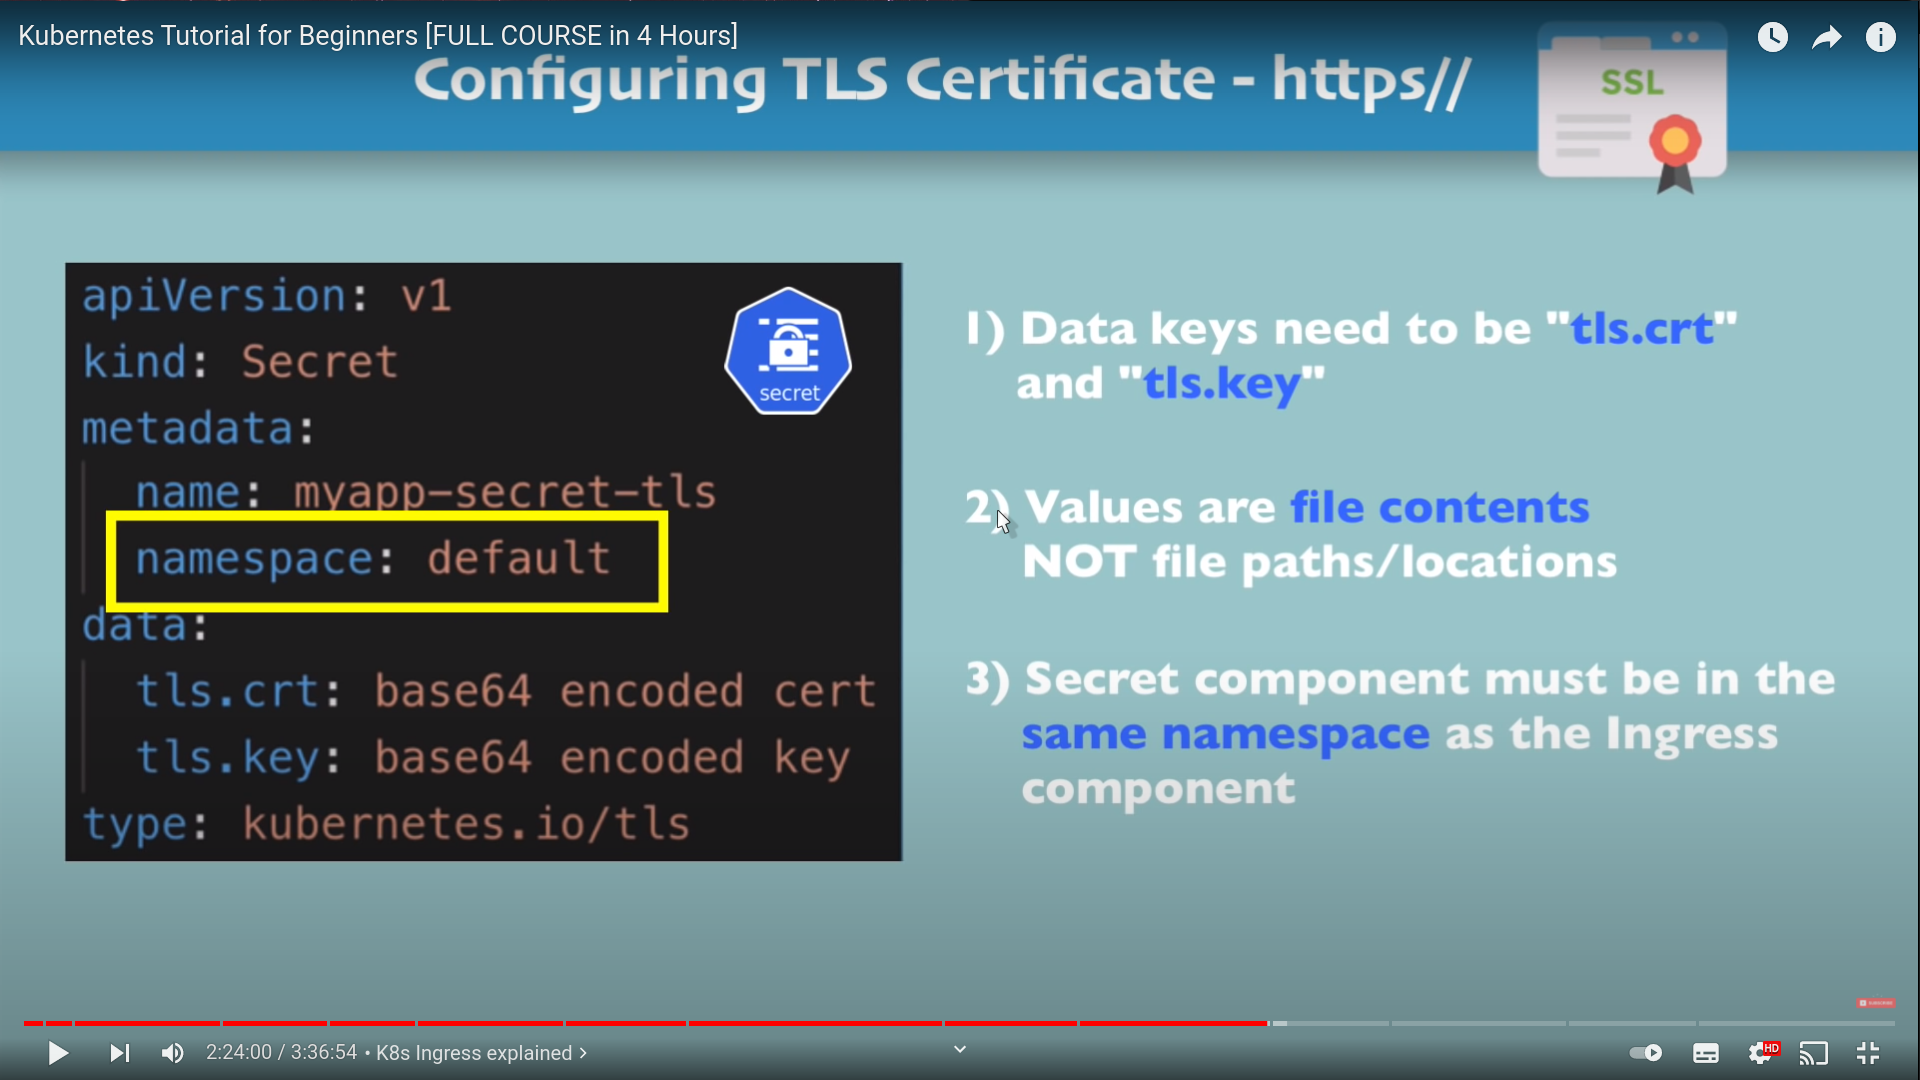 Kubernetes Tutorial for Beginners [FULL COURSE in 4 Hours]
Configuring TLS Certificate - https//
SSL
apiVersion: v1
kind: Secret
metadata:
name: myapp-secret-tls
namespace: default
data:
tls.crt: base64 encoded cert
tls.key: base64 encoded key
type: kubernetes.io/tls
secret
1) Data keys need to be "tls.crt"
and "tls.key"
2) Values are file contents
NOT file paths/locations
3) Secret component must be in the
same namespace as the Ingress
component
SUBSCRIBE
2:24:00 / 3:36:54 • K8s Ingress explained >
HD